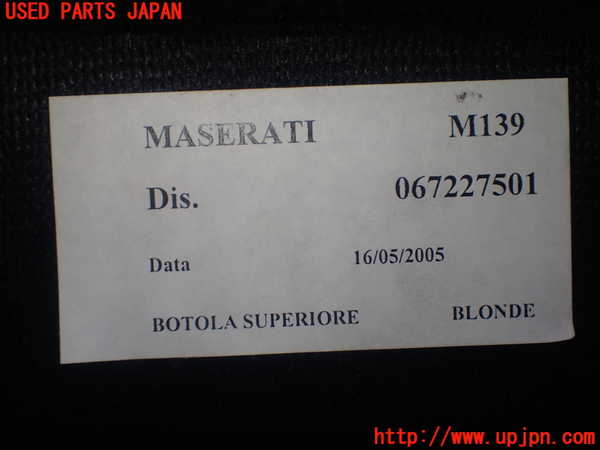 USED PARTS JAPAN
MASERATI M139
Dis. 067227501
Data 16/05/2005
BOTOLA SUPERIORE BLONDE
http://www.upjpn.com/